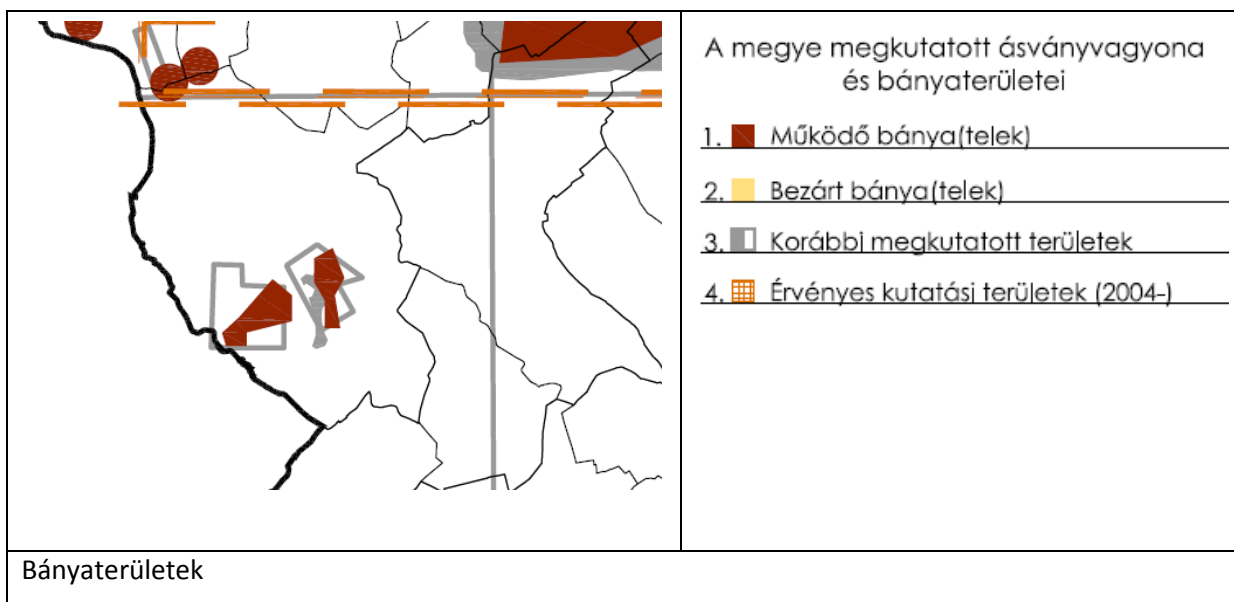 A megye megkutatott ásványvagyona
és bányaterületei
1. Működő bánya(telek)
2. Bezárt bánya(telek)
3. Korábbi megkutatott területek
4. Érvényes kutatási területek (2004-)
Bányaterületek